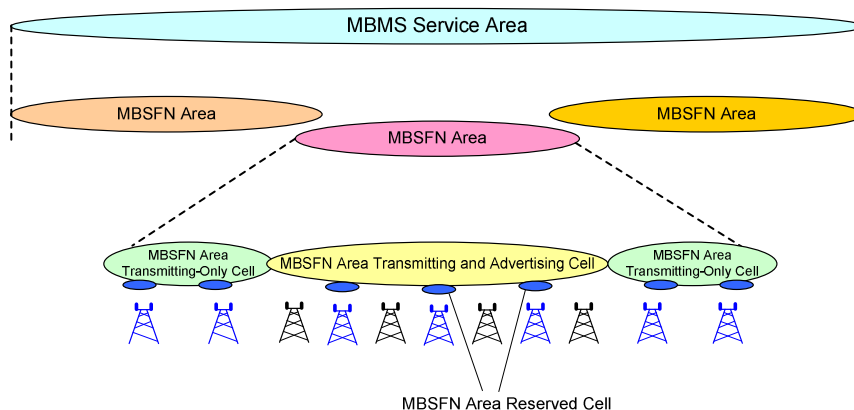 MBMS Service Area
MBSFN Area
MBSFN Area
MBSFN Area
MBSFN Area
Transmitting-Only Cell
MBSFN Area Transmitting and Advertising Cell
MBSFN Area
Transmitting-Only Cell
MBSFN Area Reserved Cell